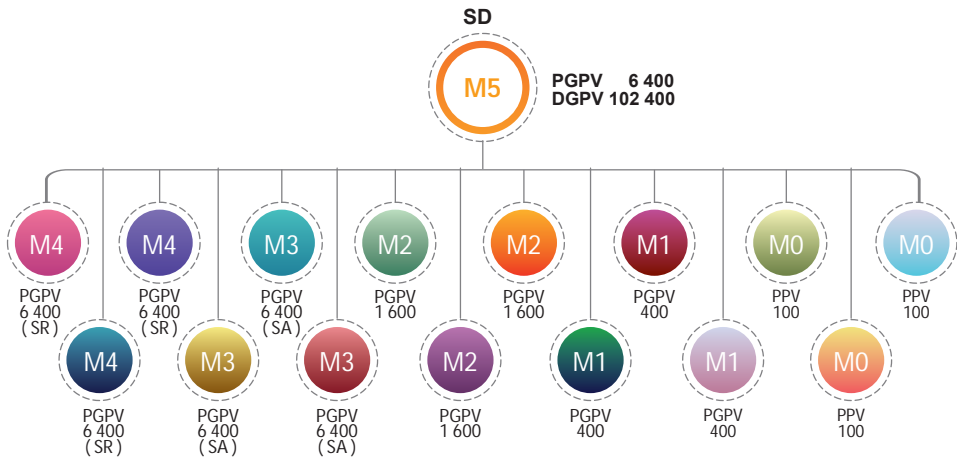 SD
M5
PGPV 6 400
DGPV 102 400
M4
M4
M3
M2
M2
M1
M0
M0
PGPV
6 400
( SR )
PGPV
6 400
( SR )
PGPV
6 400
( SA )
PGPV
1 600
PGPV
1 600
PGPV
400
PPV
100
PPV
100
M4
M3
M3
M2
M1
M1
M0
PGPV
6 400
( SR )
PGPV
6 400
( SA )
PGPV
6 400
( SA )
PGPV
1 600
PGPV
400
PGPV
400
PPV
100